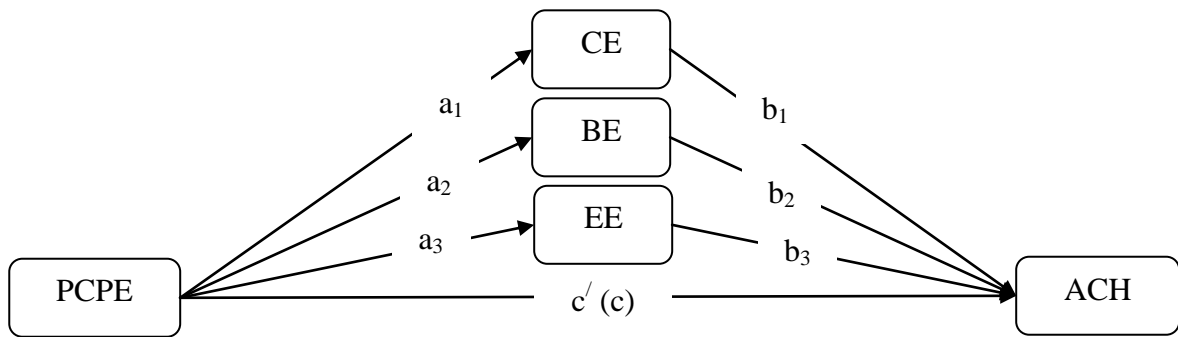 CE
a₁
b₁
BE
a₂
b₂
EE
a₃
b₃
PCPE
c′ (c)
ACH